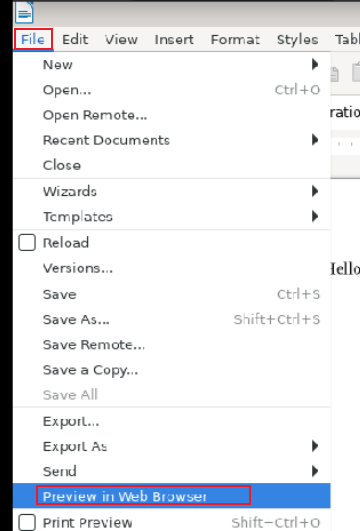 File Edit View Insert Format Styles Tabl
New
Open... Ctrl+O
Open Remote...
Recent Documents
Close
Wizards
Templates
Reload
Versions...
Save Ctrl+S
Save As... Shift+Ctrl+S
Save Remote...
Save a Copy...
Save All
Export...
Export As
Send
Preview in Web Browser
Print Preview Shift-Ctrl+O
ratio
Hello